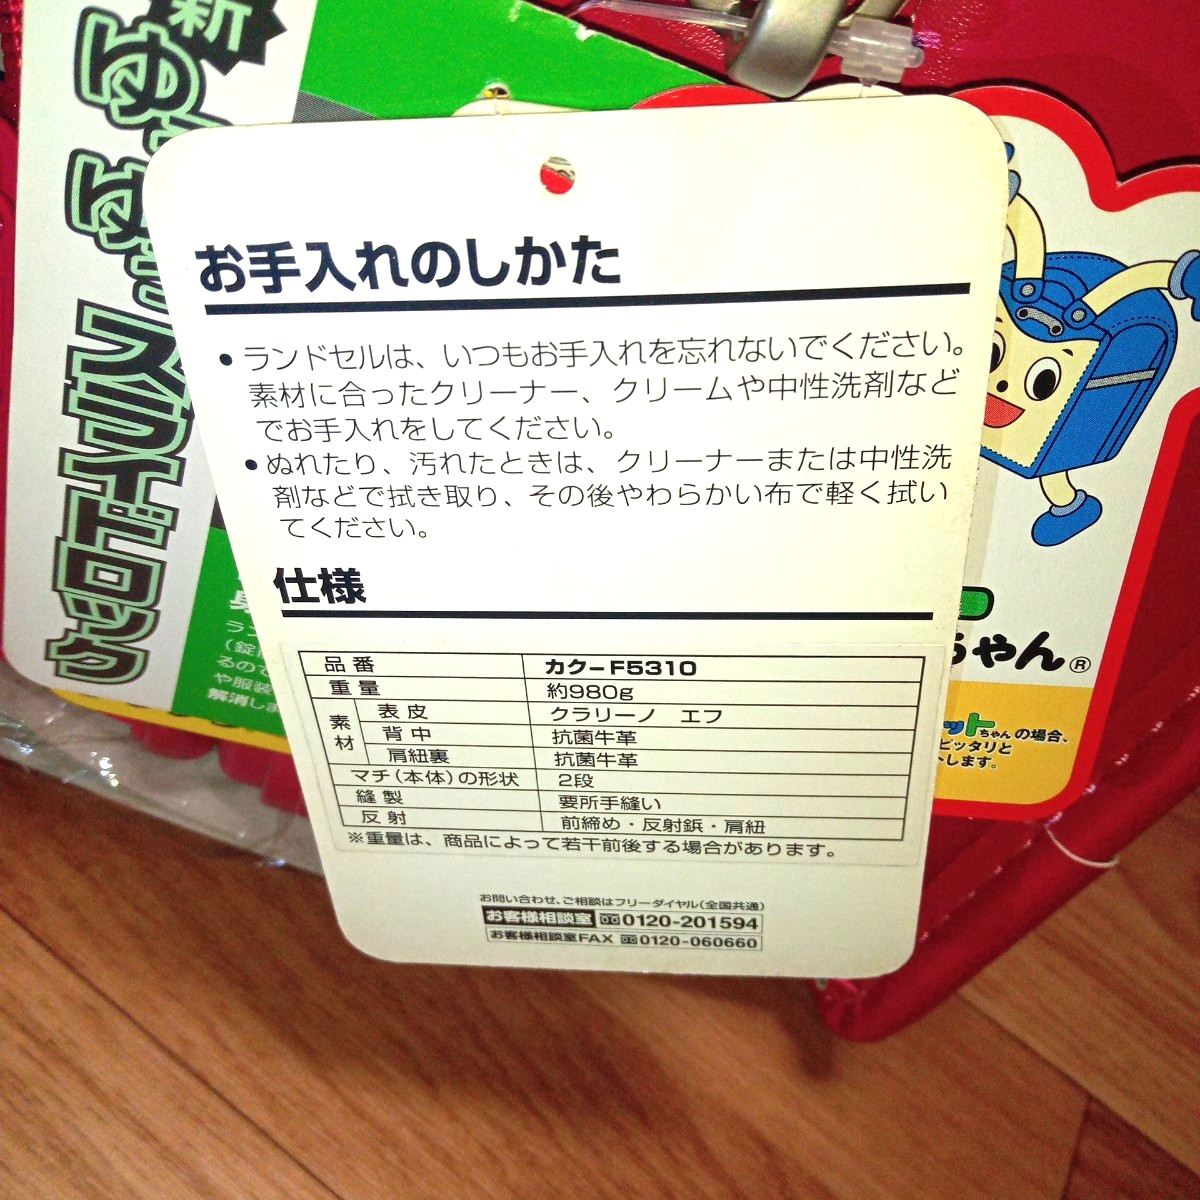 新
スライドロック
お手入れのしかた
●ランドセルは、いつもお手入れを忘れないでください。
素材に合ったクリーナー、クリームや中性洗剤など
でお手入れをしてください。
●ぬれたり、汚れたときは、クリーナーまたは中性洗
剤などで拭き取り、その後やわらかい布で軽く拭い
てください。
仕様
品番 カクーF5310
重量 約980g
素材 表皮 クラリーノ エフ
背中 抗菌牛革
肩紐裏 抗菌牛革
マチ(本体)の形状 2段
縫製 要所手縫い
反射 前締め・反射鋲・肩紐
※重量は、商品によって若干前後する場合があります。
お問い合わせ、ご相談はフリーダイヤル(全国共通)
お客様相談室 0120-201594
お客様相談室FAX 0120-060660
ちゃん®
ットちゃんの場合、
ピッタリと
します。
るので
や服装
解消しま